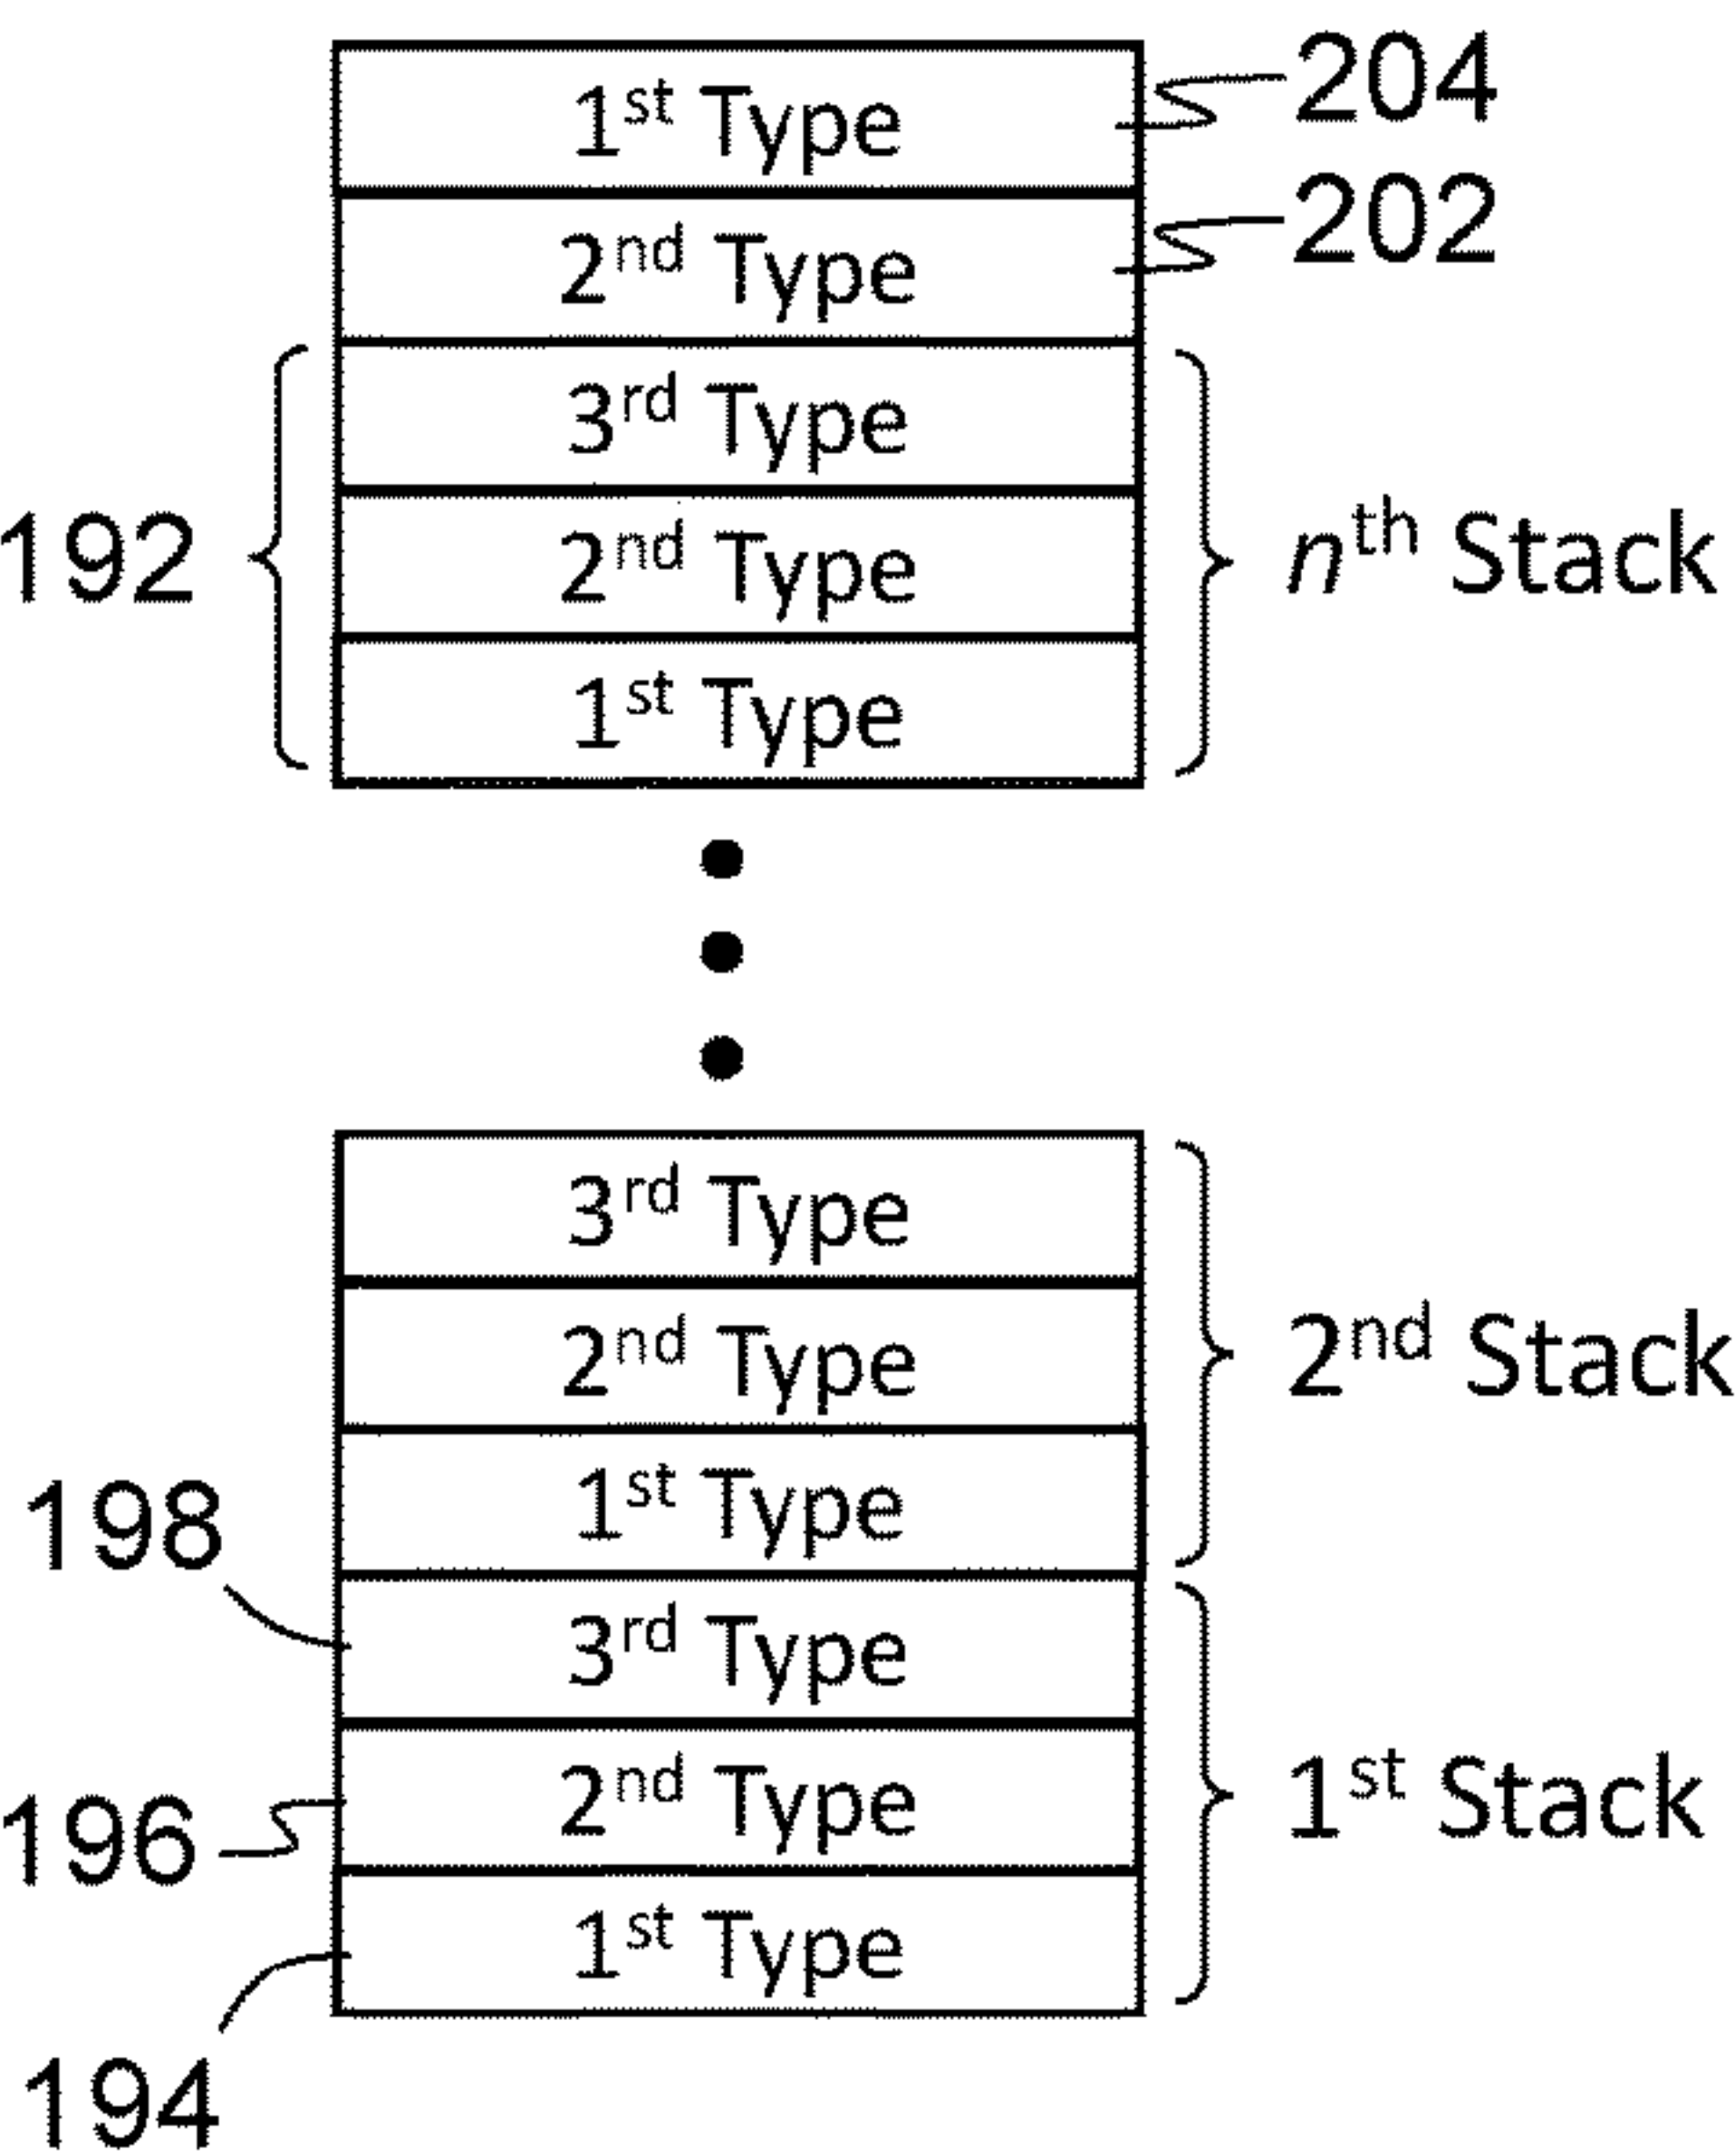 1st Type 204
2nd Type 202
3rd Type
192 2nd Type nth Stack
1st Type
3rd Type
2nd Type 2nd Stack
1st Type
198
3rd Type
196 2nd Type 1st Stack
1st Type
194